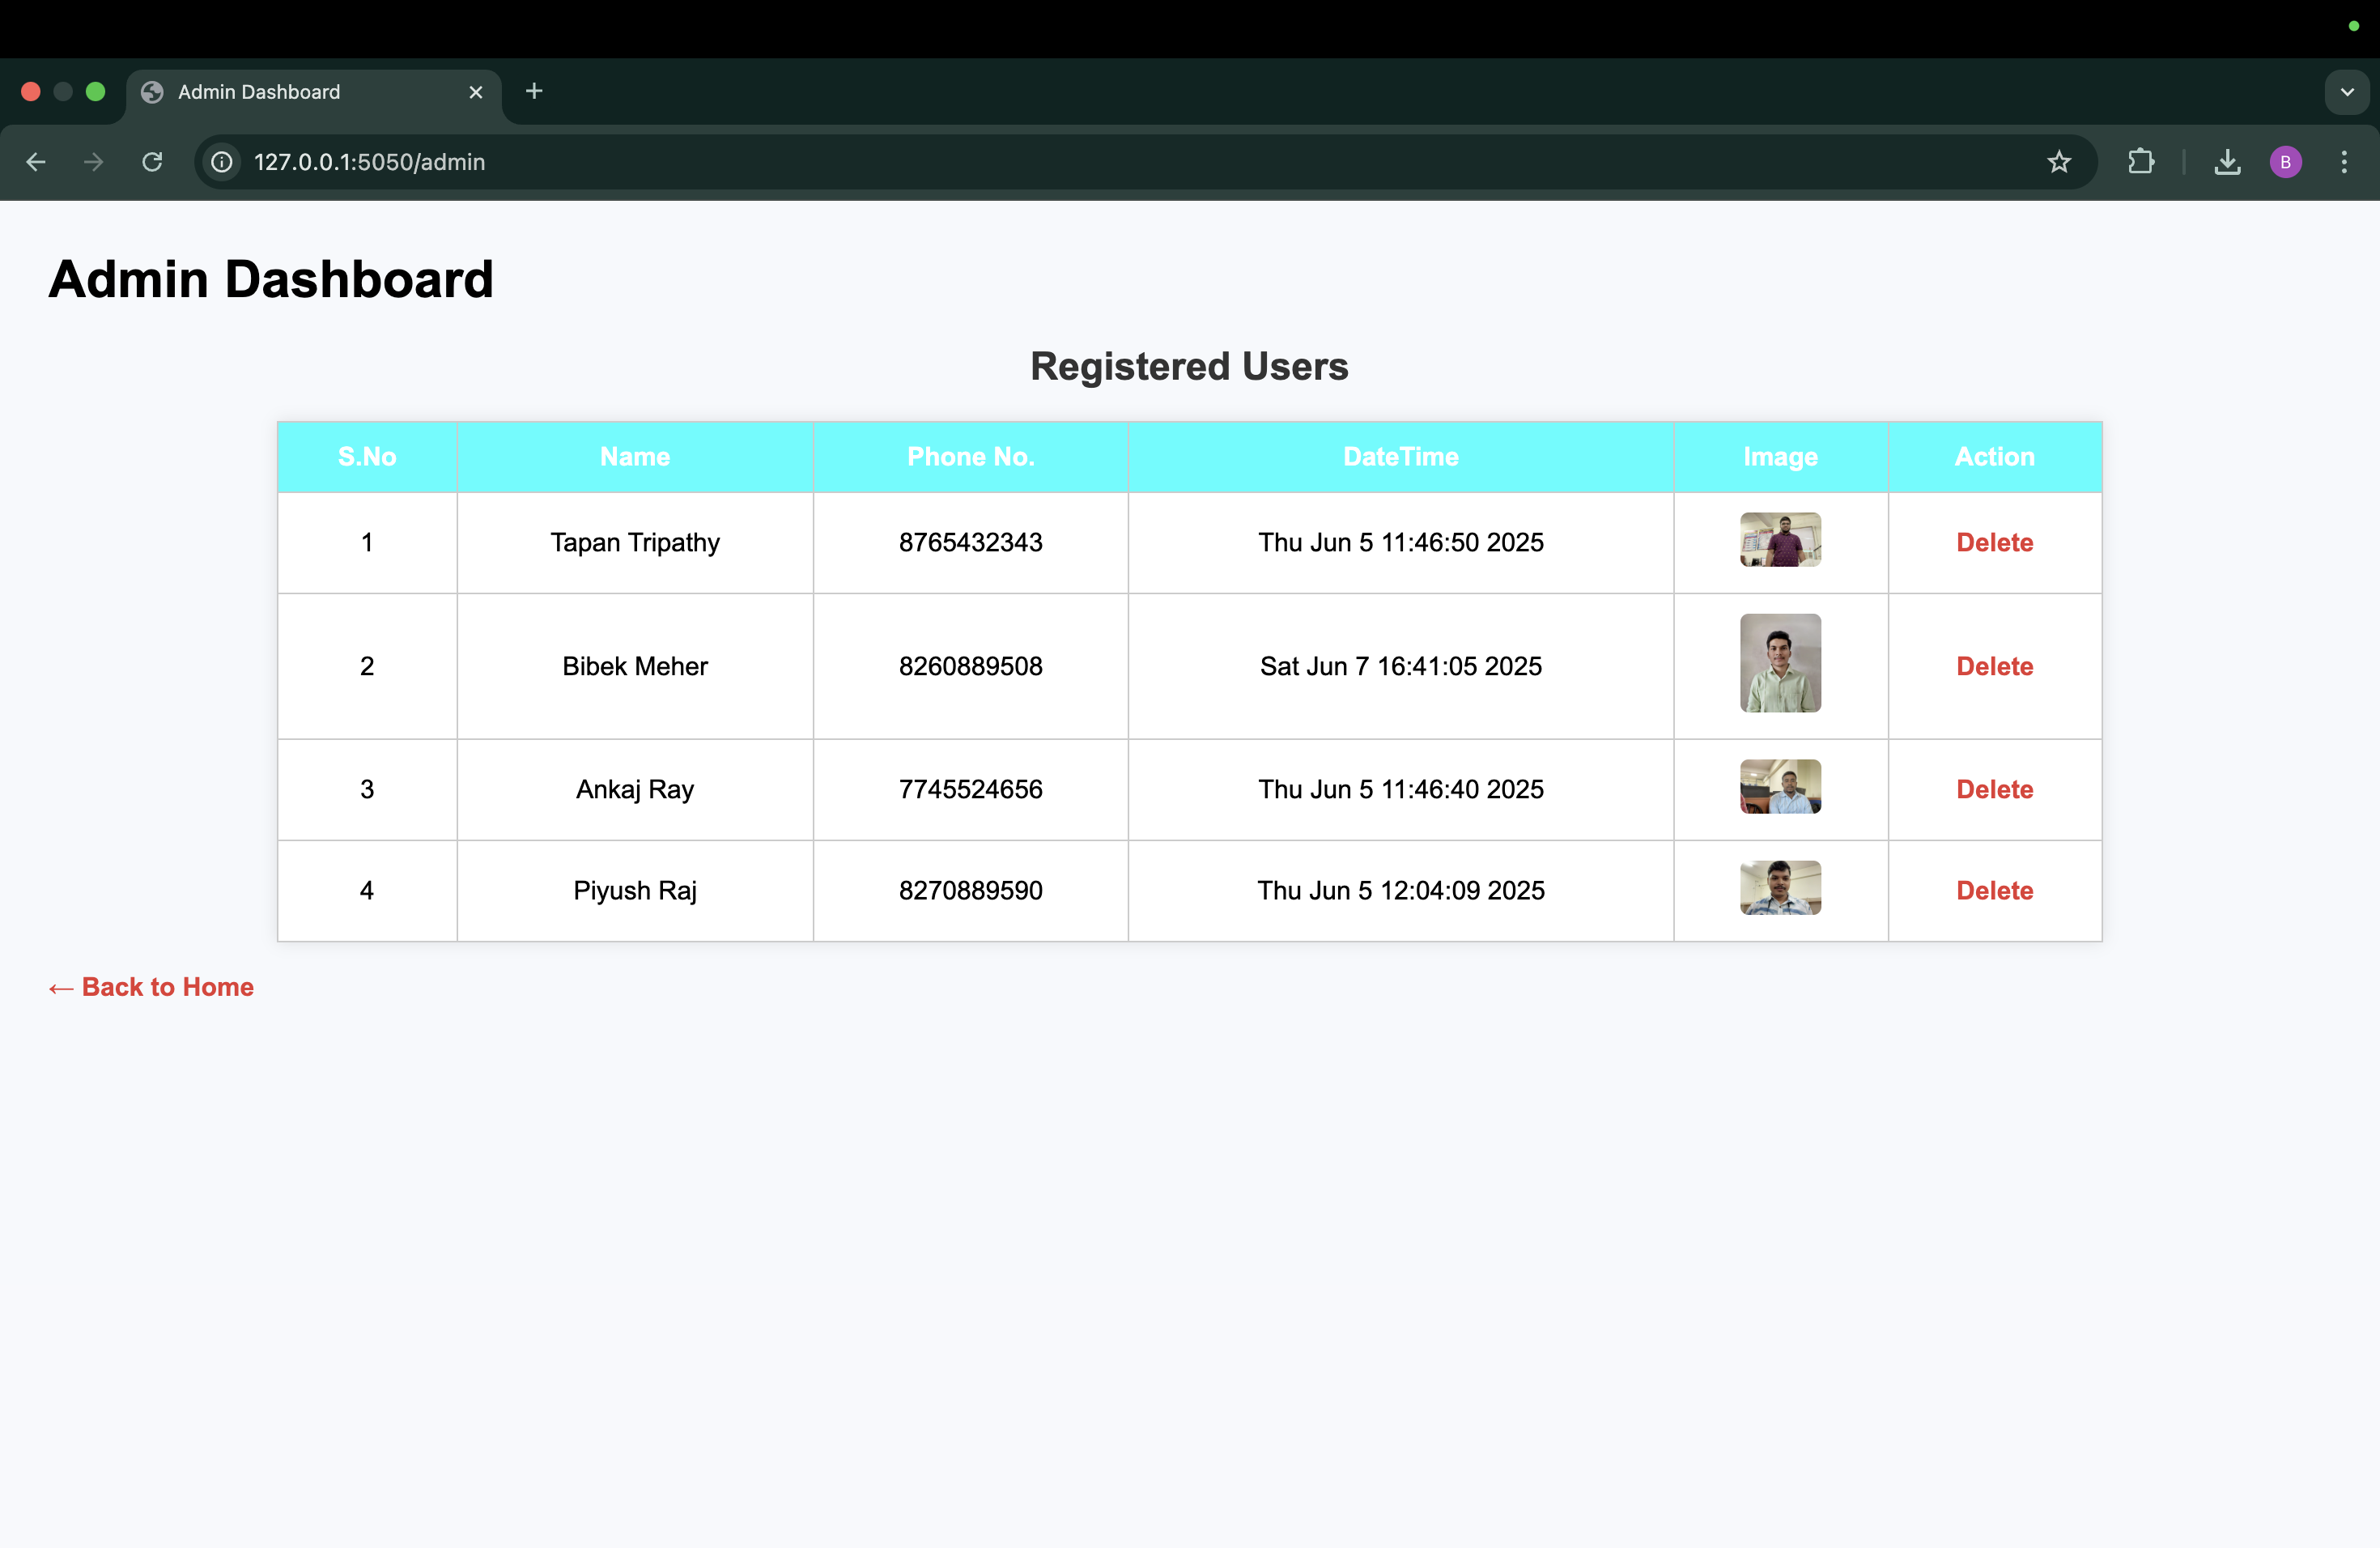 Admin Dashboard
127.0.0.1:5050/admin
B
Admin Dashboard
Registered Users
S.No Name Phone No. DateTime Image Action
1 Tapan Tripathy 8765432343 Thu Jun 5 11:46:50 2025 Delete
2 Bibek Meher 8260889508 Sat Jun 7 16:41:05 2025 Delete
3 Ankaj Ray 7745524656 Thu Jun 5 11:46:40 2025 Delete
4 Piyush Raj 8270889590 Thu Jun 5 12:04:09 2025 Delete
← Back to Home